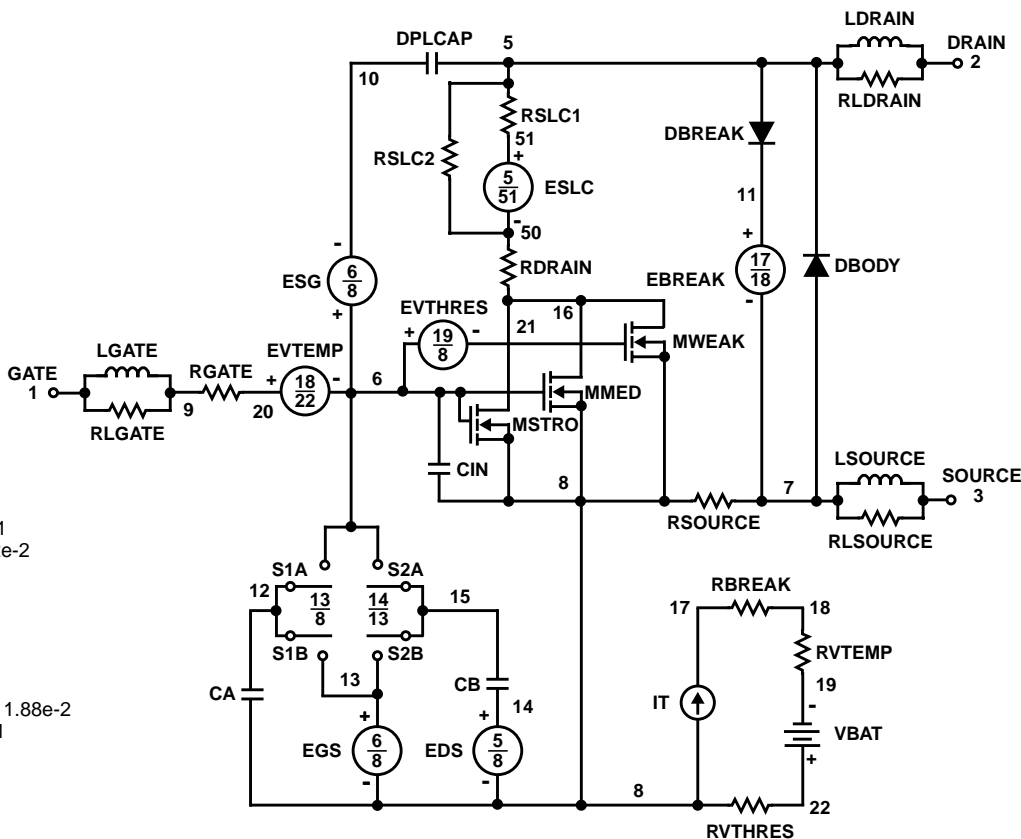 LDRAIN
DPLCAP 5 DRAIN
10 2
RLDRAIN
RSLC1
51
DBREAK
RSLC2 +
5
51
ESLC
11
-
50
- +
6
8
ESG
RDRAIN
17
18
EBREAK
DBODY
+ -
EVTHRES 16
21
+ 19
8 -
MWEAK
LGATE EVTEMP
GATE RGATE
1 + 18
22 - 6
MMED
9 20
RLGATE MSTRO
CIN
LSOURCE
8 7 SOURCE
3
RSOURCE
RLSOURCE
1
e-2
S1A S2A
12 13
8 14
13 15
RBREAK
17 18
S1B S2B
RVTEMP
13 CB 19
CA IT -
1.88e-2 14
+ + VBAT
EGS 6
8 EDS 5
8
+
- -
8 22
RVTHRES